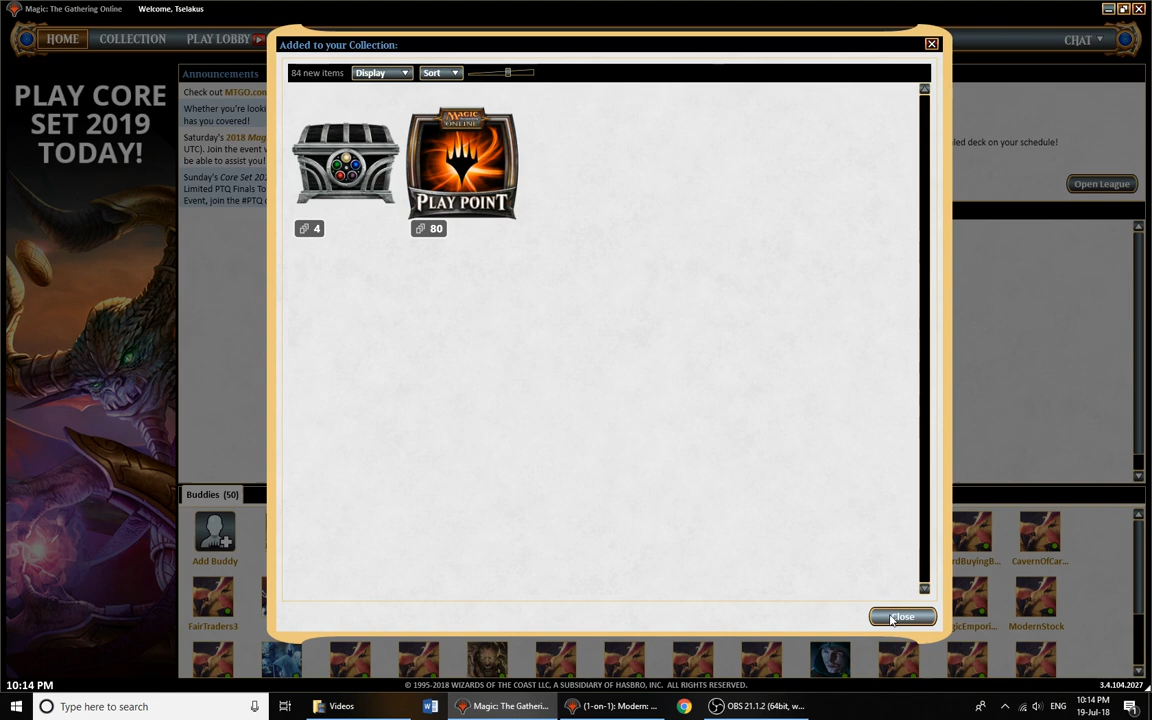 Magic: The Gathering Online
Welcome, Tselakus
HOME
COLLECTION
PLAY LOBBY
CHAT
Added to your Collection:
84 new items
Display
Sort
MAGIC
ONLINE
PLAY POINT
4
80
Close
PLAY CORE
SET 2019
TODAY!
Announcements
Check out MTGO.com
Whether you're looki
has you covered!
Saturday's 2018 Mag
UTC). Join the event
be able to assist you!
Sunday's Core Set 201
Limited PTQ Finals To
Event, join the #PTQ
led deck on your schedule!
Open League
Buddies (50)
Add Buddy
rdBuyingB...
CavernOfCar...
FairTraders3
gicEmpori...
ModernStock
10:14 PM
© 1995-2018 WIZARDS OF THE COAST LLC, A SUBSIDIARY OF HASBRO, INC. ALL RIGHTS RESERVED.
3.4.104.2027
Type here to search
Videos
Magic: The Gatheri...
(1-on-1): Modern: ...
OBS 21.1.2 (64bit, w...
ENG
10:14 PM
19-Jul-18
1